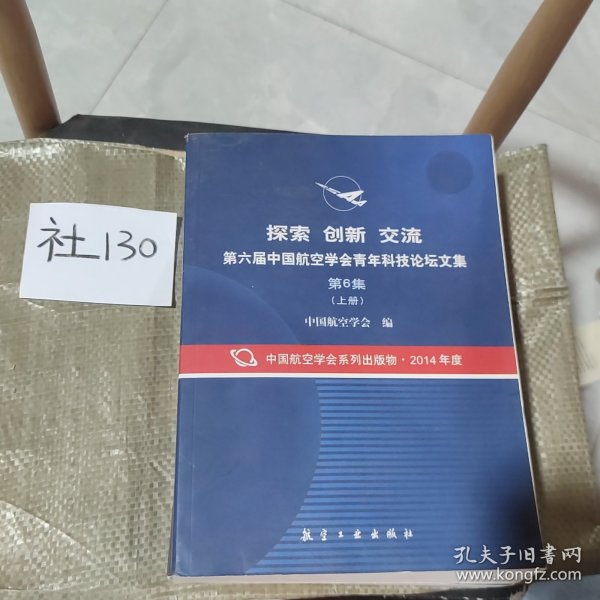 社130
探索 创新 交流
第六届中国航空学会青年科技论坛文集
第6集
(上册)
中国航空学会 编
中国航空学会系列出版物·2014年度
航空工业出版社
孔夫子旧书网
www.kongfz.com